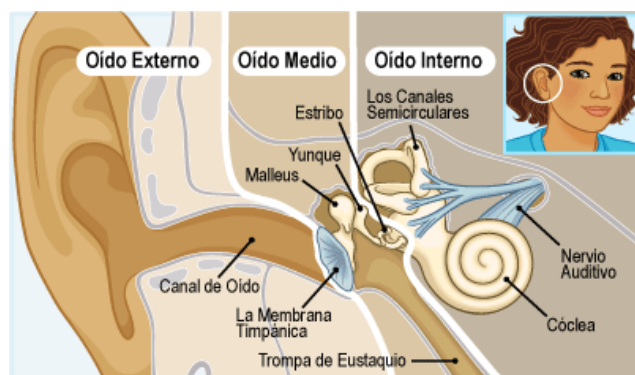 Oído Externo
Oído Medio
Oído Interno
Los Canales
Semicirculares
Estribo
Yunque
Malleus
Canal de Oido
La Membrana
Timpánica
Trompa de Eustaquio
Nervio
Auditivo
Cóclea